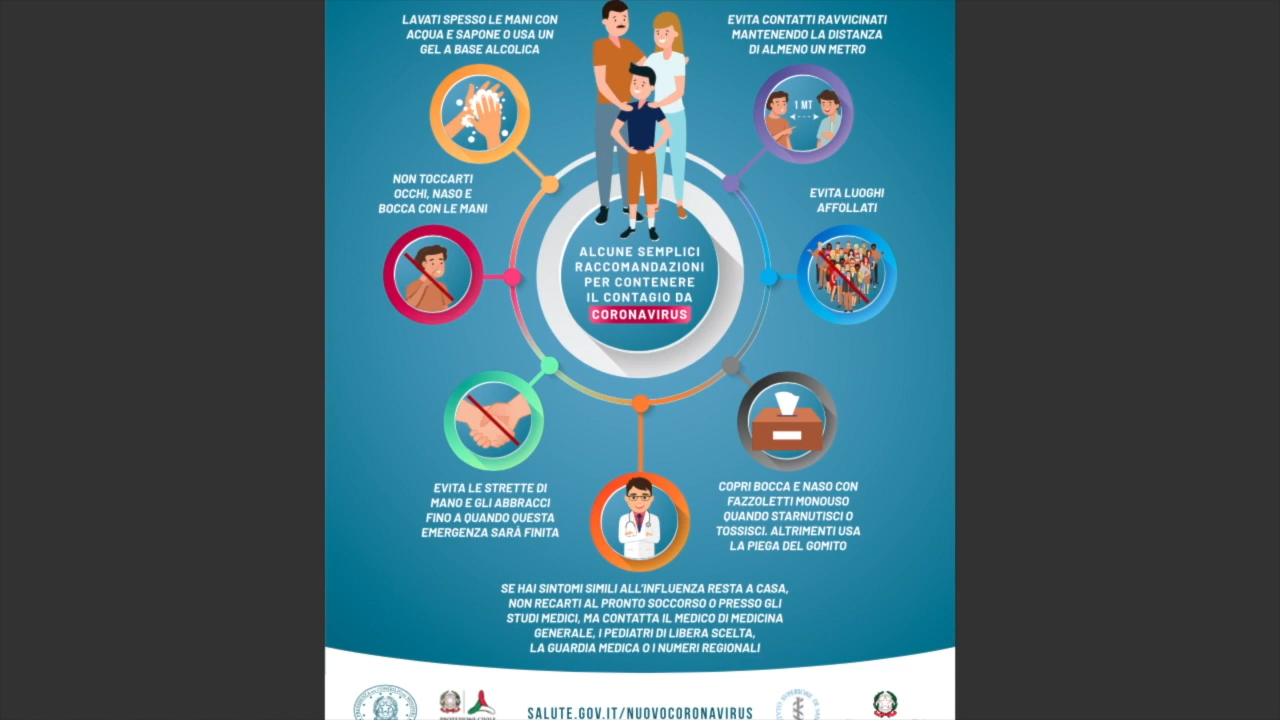 LAVATI SPESSO LE MANI CON
ACQUA E SAPONE O USA UN
GEL A BASE ALCOLICA
EVITA CONTATTI RAVVICINATI
MANTENENDO LA DISTANZA
DI ALMENO UN METRO
1 MT
NON TOCCARTI
OCCHI, NASO E
BOCCA CON LE MANI
EVITA LUOGHI
AFFOLLATI
ALCUNE SEMPLICI
RACCOMANDAZIONI
PER CONTENERE
IL CONTAGIO DA
CORONAVIRUS
EVITA LE STRETTE DI
MANO E GLI ABBRACCI
FINO A QUANDO QUESTA
EMERGENZA SARÀ FINITA
COPRI BOCCA E NASO CON
FAZZOLETTI MONOUSO
QUANDO STARNUTISCI O
TOSSISCI. ALTRIMENTI USA
LA PIEGA DEL GOMITO
SE HAI SINTOMI SIMILI ALL'INFLUENZA RESTA A CASA,
NON RECARTI AL PRONTO SOCCORSO O PRESSO GLI
STUDI MEDICI, MA CONTATTA IL MEDICO DI MEDICINA
GENERALE, I PEDIATRI DI LIBERA SCELTA,
LA GUARDIA MEDICA O I NUMERI REGIONALI
SALUTE.GOV.IT/NUOVOCORONAVIRUS